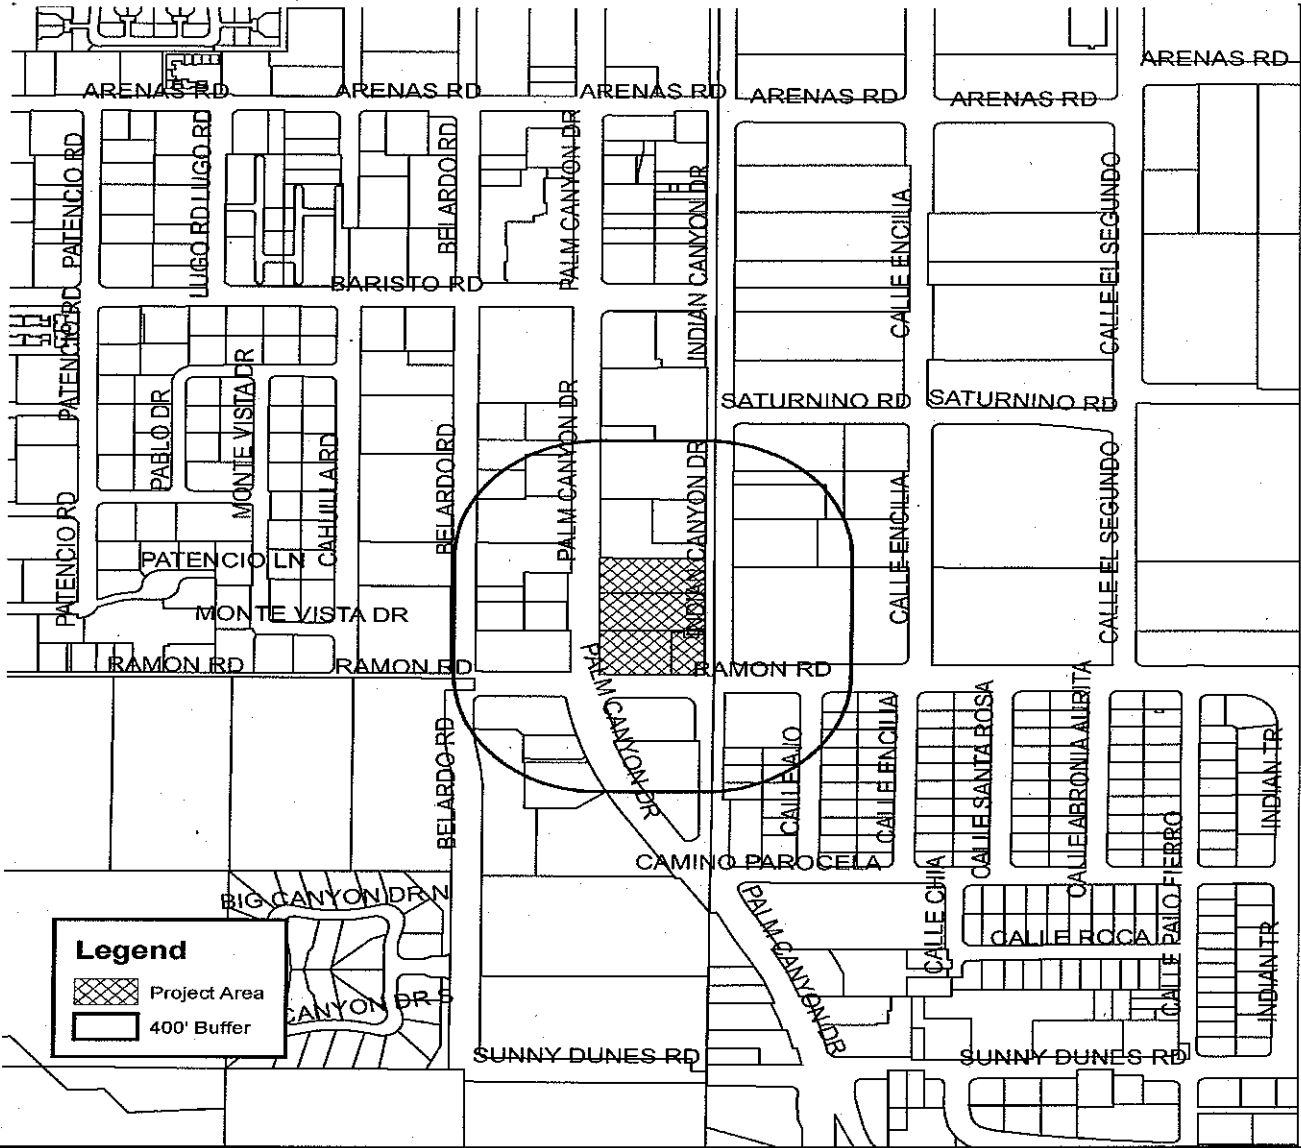 ARENAS RD
ARENAS RD
ARENAS RD
ARENAS RD
ARENAS RD
ARENAS RD
PATENCIO RD
PATENCIO RD
LUGO RD
LUGO RD
BELARDO RD
PALM CANYON DR
INDIAN CANYON DR
CALLE ENCILIA
CALLE EL SEGUNDO
BARISTO RD
PATENCIO RD
PABLO DR
MONTE VISTA DR
CAHUILLA RD
BELARDO RD
PALM CANYON DR
INDIAN CANYON DR
SATURNINO RD
SATURNINO RD
CALLE ENCILIA
CALLE EL SEGUNDO
PATENCIO RD
PATENCIO LN
MONTE VISTA DR
INDIAN CANYON DR
RAMON RD
RAMON RD
RAMON RD
BELARDO RD
PALM CANYON DR
CALLE AJO
CALLE ENCILIA
CALLE SANTA ROSA
CALLE ABRONIA AURITA
CALLE PALO FIERRO
INDIAN TR
CAMINO PAROCELA
BIG CANYON DR N
CANYON DR S
PALM CANYON DR
CALLE CHIA
CALLE ROCA
INDIAN TR
SUNNY DUNES RD
SUNNY DUNES RD
Legend
Project Area
400' Buffer